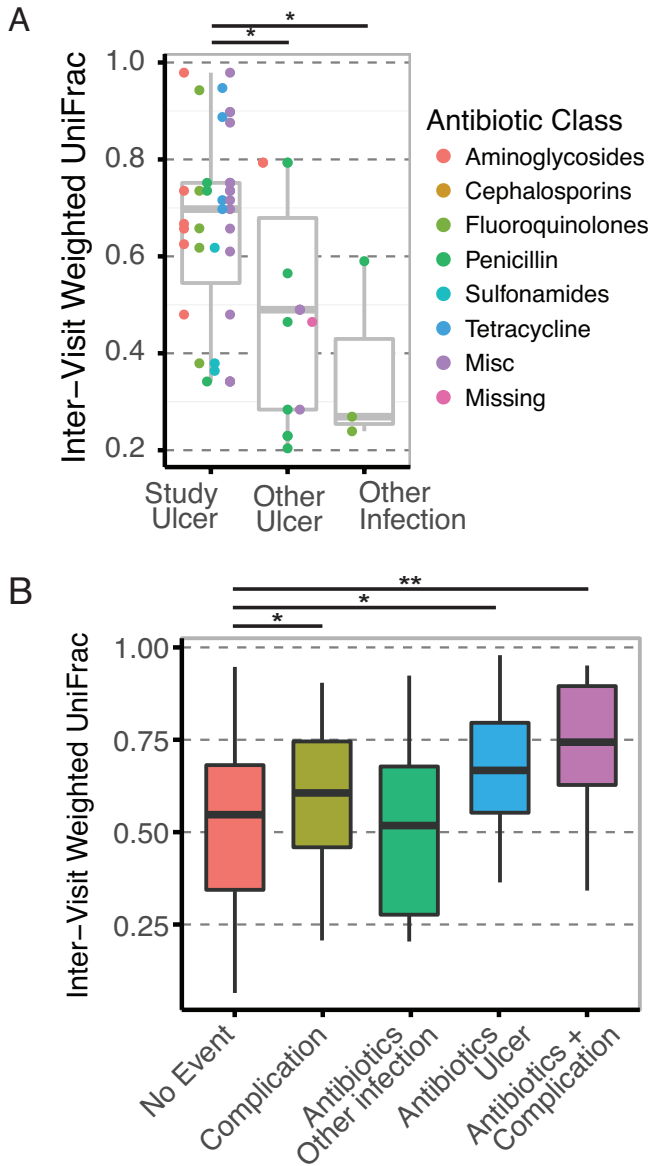 A
*
*
Inter−Visit Weighted UniFrac
1.0
0.8
0.6
0.4
0.2
Study
Ulcer
Other
Ulcer
Other
Infection
Antibiotic Class
Aminoglycosides
Cephalosporins
Fluoroquinolones
Penicillin
Sulfonamides
Tetracycline
Misc
Missing
B
**
*
*
Inter−Visit Weighted UniFrac
1.00
0.75
0.50
0.25
No Event
Complication
Antibiotics
Other infection
Antibiotics
Ulcer
Antibiotics +
Complication